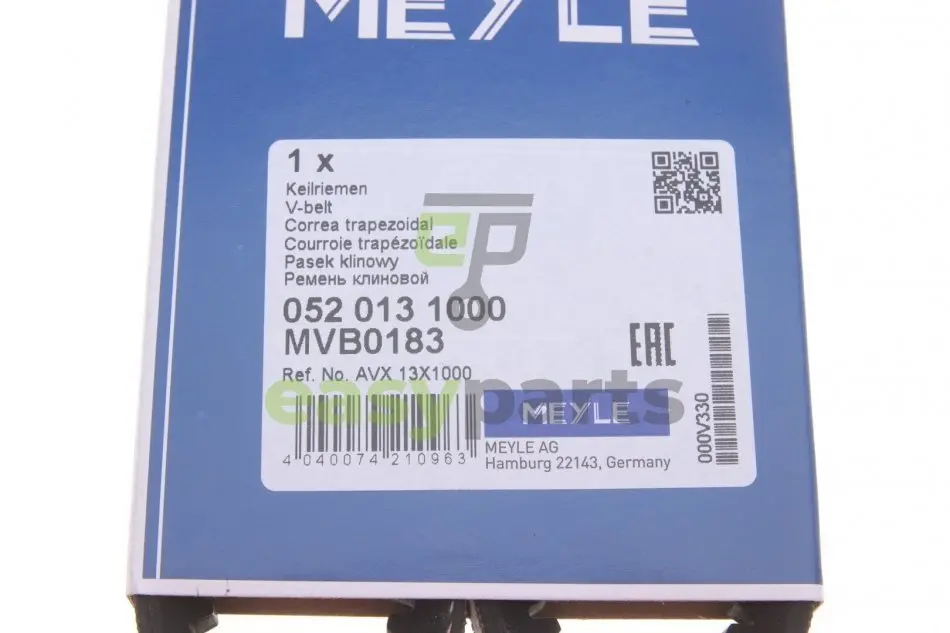 MEYLE
1 x
Keilriemen
V-belt
Correa trapezoidal
Courroie trapézoïdale
Pasek klinowy
Ремень клиновой
052 013 1000
MVB0183
Ref. No. AVX 13X1000
EAC
ep
easyparts
MEYLE
MEYLE AG
Hamburg 22143, Germany
4 040074 210963
000V330